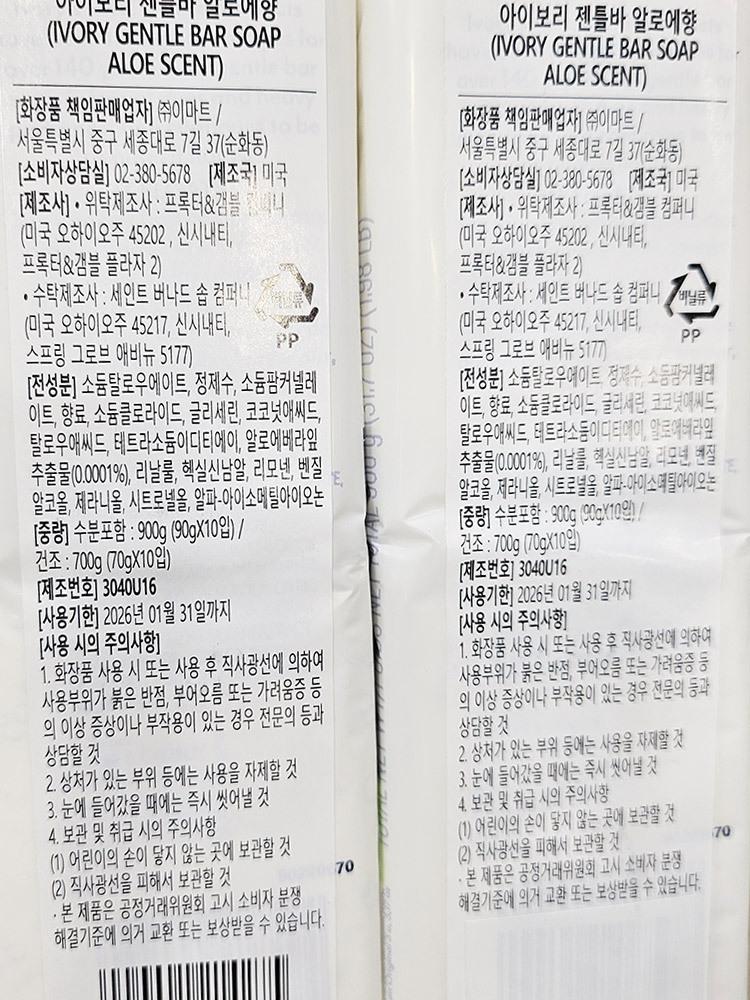 아이보리 젠틀바 알로에향
(IVORY GENTLE BAR SOAP
ALOE SCENT)
[화장품 책임판매업자] ㈜이마트 /
서울특별시 중구 세종대로 7길 37(순화동)
[소비자상담실] 02-380-5678 [제조국] 미국
[제조사] • 위탁제조사 : 프록터&갬블 컴퍼니
(미국 오하이오주 45202 , 신시내티,
프록터&갬블 플라자 2)
• 수탁제조사 : 세인트 버나드 솝 컴퍼니
(미국 오하이오주 45217, 신시내티,
스프링 그로브 애비뉴 5177)
비닐류
PP
[전성분] 소듐탈로우에이트, 정제수, 소듐팜커넬레
이트, 향료, 소듐클로라이드, 글리세린, 코코넛애씨드,
탈로우애씨드, 테트라소듐이디티에이, 알로에베라잎
추출물(0.0001%), 리날룰, 헥실신남알, 리모넨, 벤질
알코올, 제라니올, 시트로넬올, 알파-아이소메틸아이오논
[중량] 수분포함 : 900g (90gX10입) /
건조 : 700g (70gX10입)
[제조번호] 3040U16
[사용기한] 2026년 01월 31일까지
[사용 시의 주의사항]
1. 화장품 사용 시 또는 사용 후 직사광선에 의하여
사용부위가 붉은 반점, 부어오름 또는 가려움증 등
의 이상 증상이나 부작용이 있는 경우 전문의 등과
상담할 것
2. 상처가 있는 부위 등에는 사용을 자제할 것
3. 눈에 들어갔을 때에는 즉시 씻어낼 것
4. 보관 및 취급 시의 주의사항
(1) 어린이의 손이 닿지 않는 곳에 보관할 것
(2) 직사광선을 피해서 보관할 것
· 본 제품은 공정거래위원회 고시 소비자 분쟁
해결기준에 의거 교환 또는 보상받을 수 있습니다.
70
아이보리 젠틀바 알로에향
(IVORY GENTLE BAR SOAP
ALOE SCENT)
[화장품 책임판매업자] ㈜이마트 /
서울특별시 중구 세종대로 7길 37(순화동)
[소비자상담실] 02-380-5678 [제조국] 미국
[제조사] • 위탁제조사 : 프록터&갬블 컴퍼니
(미국 오하이오주 45202 , 신시내티,
프록터&갬블 플라자 2)
• 수탁제조사 : 세인트 버나드 솝 컴퍼니
(미국 오하이오주 45217, 신시내티,
스프링 그로브 애비뉴 5177)
비닐류
PP
[전성분] 소듐탈로우에이트, 정제수, 소듐팜커넬레
이트, 향료, 소듐클로라이드, 글리세린, 코코넛애씨드,
탈로우애씨드, 테트라소듐이디티에이, 알로에베라잎
추출물(0.0001%), 리날룰, 헥실신남알, 리모넨, 벤질
알코올, 제라니올, 시트로넬올, 알파-아이소메틸아이오논
[중량] 수분포함 : 900g (90gX10입) /
건조 : 700g (70gX10입)
[제조번호] 3040U16
[사용기한] 2026년 01월 31일까지
[사용 시의 주의사항]
1. 화장품 사용 시 또는 사용 후 직사광선에 의하여
사용부위가 붉은 반점, 부어오름 또는 가려움증 등
의 이상 증상이나 부작용이 있는 경우 전문의 등과
상담할 것
2. 상처가 있는 부위 등에는 사용을 자제할 것
3. 눈에 들어갔을 때에는 즉시 씻어낼 것
4. 보관 및 취급 시의 주의사항
(1) 어린이의 손이 닿지 않는 곳에 보관할 것
(2) 직사광선을 피해서 보관할 것
· 본 제품은 공정거래위원회 고시 소비자 분쟁
해결기준에 의거 교환 또는 보상받을 수 있습니다.
70